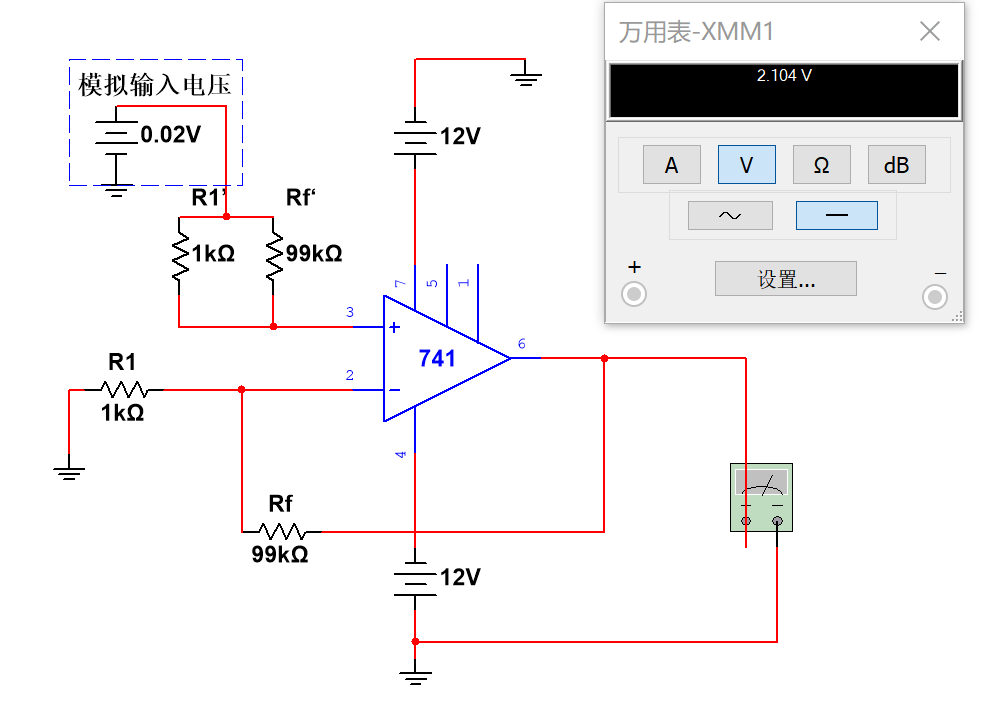 万用表-XMM1
2.104 V
A
V
Ω
dB
设置...
+
–
模拟输入电压
0.02V
12V
R1'
Rf‘
1kΩ
99kΩ
7
5
1
3
+
741
6
R1
2
−
1kΩ
4
Rf
99kΩ
12V